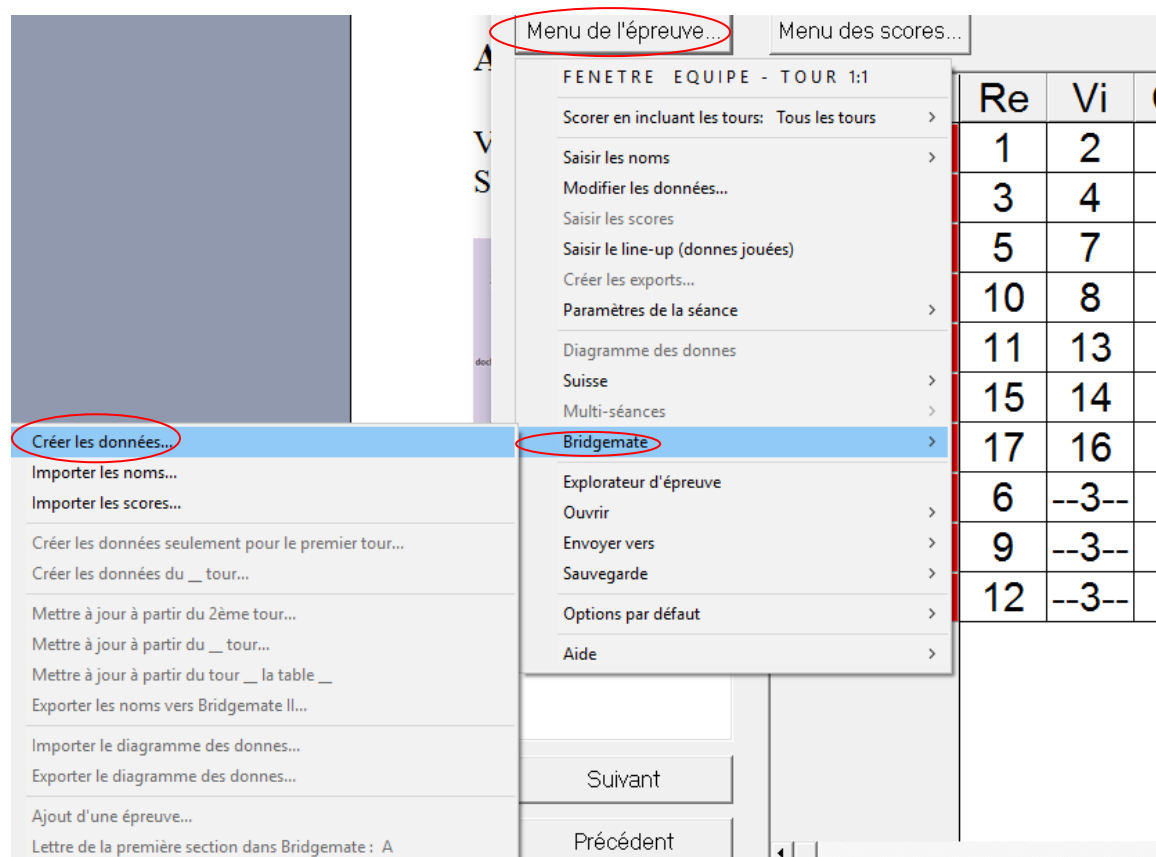 Menu de l'épreuve...
Menu des scores...
A
V
S
FENETRE EQUIPE - TOUR 1:1
Scorer en incluant les tours: Tous les tours >
Saisir les noms >
Modifier les données...
Saisir les scores
Saisir le line-up (donnes jouées)
Créer les exports...
Paramètres de la séance >
Diagramme des donnes
Suisse >
Multi-séances >
Bridgemate >
Explorateur d'épreuve
Ouvrir >
Envoyer vers >
Sauvegarde >
Options par défaut >
Aide >
Créer les données...
Importer les noms...
Importer les scores...
Créer les données seulement pour le premier tour...
Créer les données du __ tour...
Mettre à jour à partir du 2ème tour...
Mettre à jour à partir du __ tour...
Mettre à jour à partir du tour __ la table __
Exporter les noms vers Bridgemate II...
Importer le diagramme des donnes...
Exporter le diagramme des donnes...
Ajout d'une épreuve...
Lettre de la première section dans Bridgemate : A
Re Vi
1 2
3 4
5 7
10 8
11 13
15 14
17 16
6 --3--
9 --3--
12 --3--
Suivant
Précédent